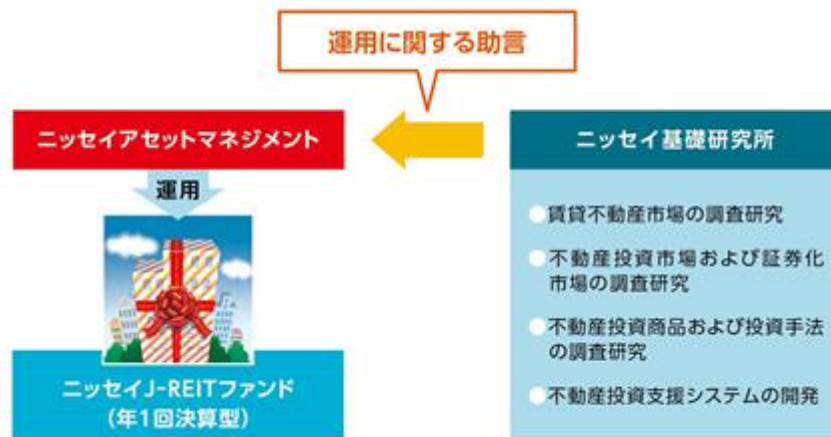 運用に関する助言
ニッセイアセットマネジメント
ニッセイ基礎研究所
運用
賃貸不動産市場の調査研究
不動産投資市場および証券化
市場の調査研究
不動産投資商品および投資手法
の調査研究
不動産投資支援システムの開発
ニッセイJ-REITファンド
(年1回決算型)